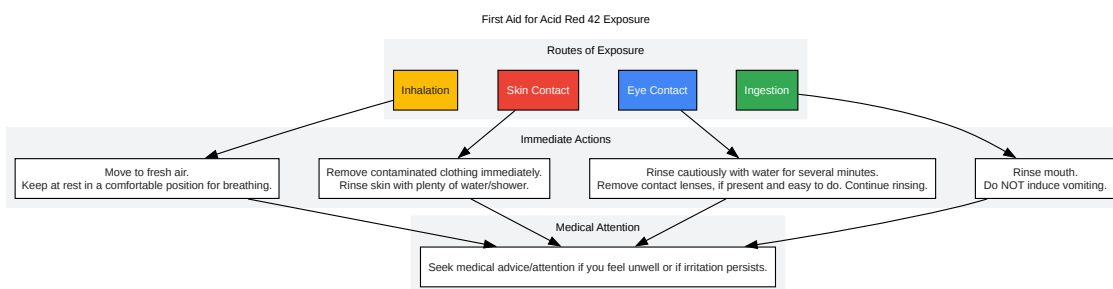 First Aid for Acid Red 42 Exposure
Routes of Exposure
Inhalation
Skin Contact
Eye Contact
Ingestion
Immediate Actions
Move to fresh air.
Keep at rest in a comfortable position for breathing.
Remove contaminated clothing immediately.
Rinse skin with plenty of water/shower.
Rinse cautiously with water for several minutes.
Remove contact lenses, if present and easy to do. Continue rinsing.
Rinse mouth.
Do NOT induce vomiting.
Medical Attention
Seek medical advice/attention if you feel unwell or if irritation persists.